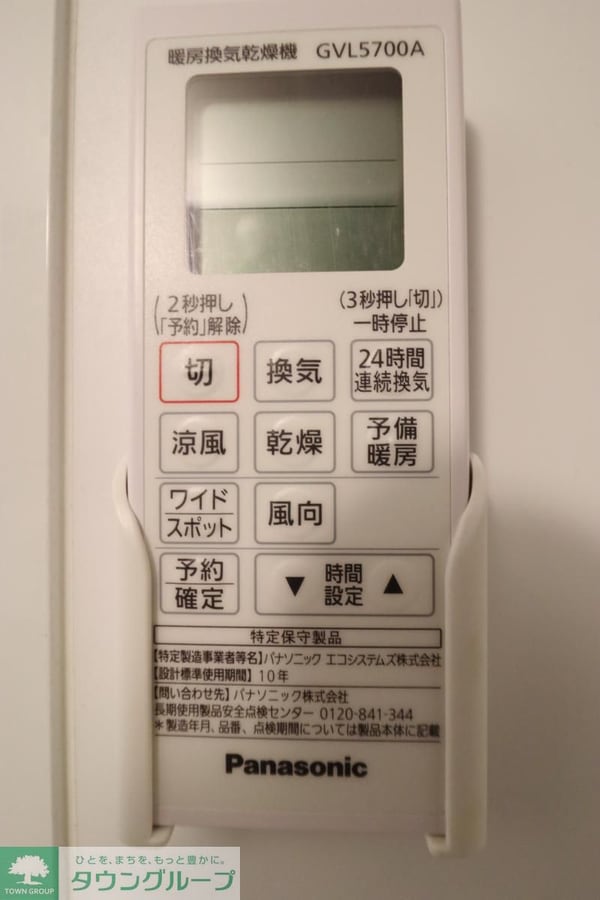 暖房換気乾燥機 GVL5700A
(2秒押し
「予約」解除)
(3秒押し「切」)
一時停止
切
換気
24時間
連続換気
涼風
乾燥
予備
暖房
ワイド
スポット
風向
予約
確定
▼ 時間
設定 ▲
特定保守製品
【特定製造事業者等名】パナソニック エコシステムズ株式会社
【設計標準使用期間】10年
【問い合わせ先】パナソニック株式会社
長期使用製品安全点検センター 0120-841-344
*製造年月、品番、点検期間については製品本体に記載
Panasonic
ひとを、まちを、もっと豊かに。
TOWN GROUP
タウングループ